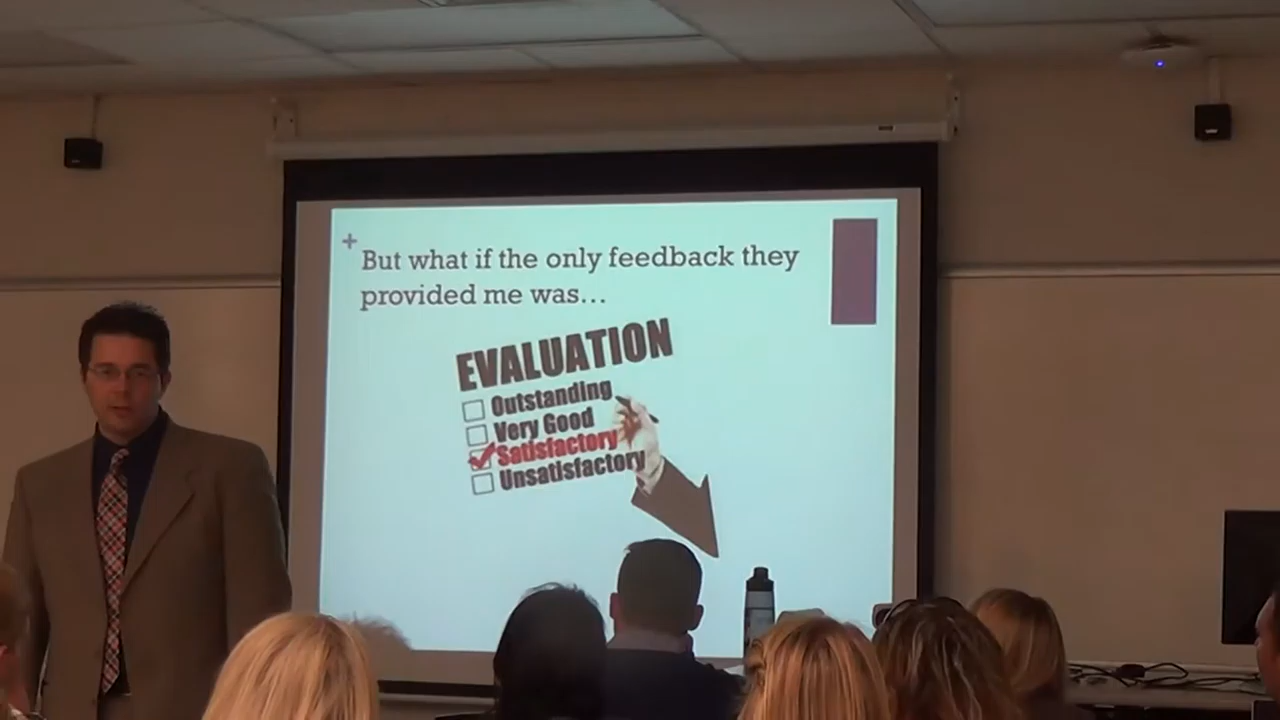 +
But what if the only feedback they
provided me was...
EVALUATION
Outstanding
Very Good
Satisfactory
Unsatisfactory